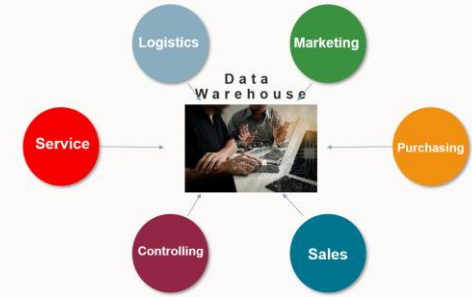 Logistics
Marketing
Data
Warehouse
Service
Purchasing
Controlling
Sales